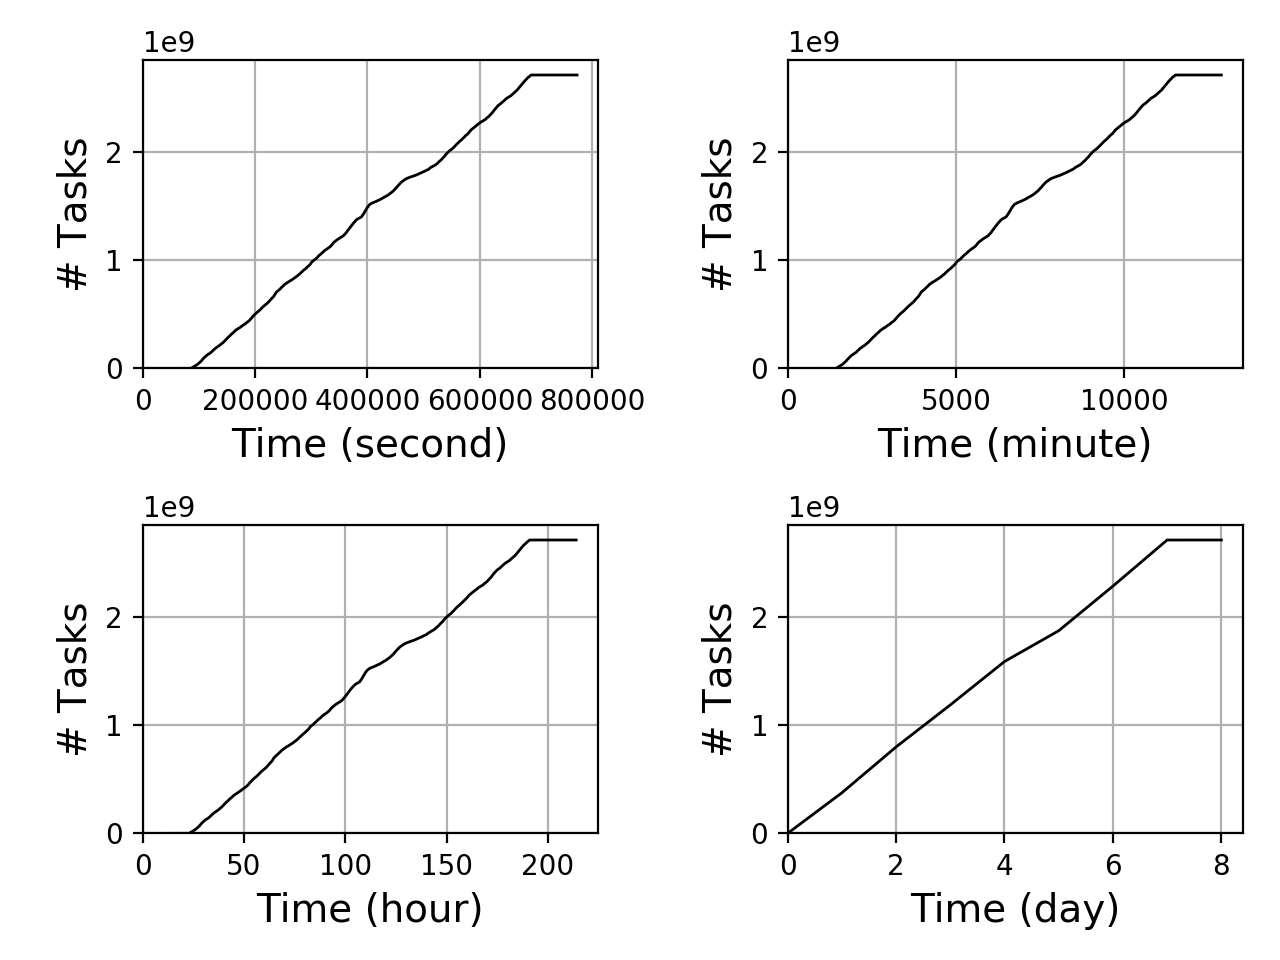 1e9
# Tasks
2
1
0
0 200000 400000 600000 800000
Time (second)
1e9
# Tasks
2
1
0
0 5000 10000
Time (minute)
1e9
# Tasks
2
1
0
0 50 100 150 200
Time (hour)
1e9
# Tasks
2
1
0
0 2 4 6 8
Time (day)